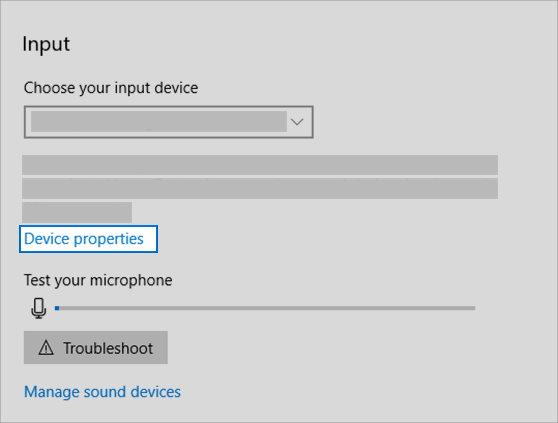 Input
Choose your input device
Device properties
Test your microphone
Troubleshoot
Manage sound devices